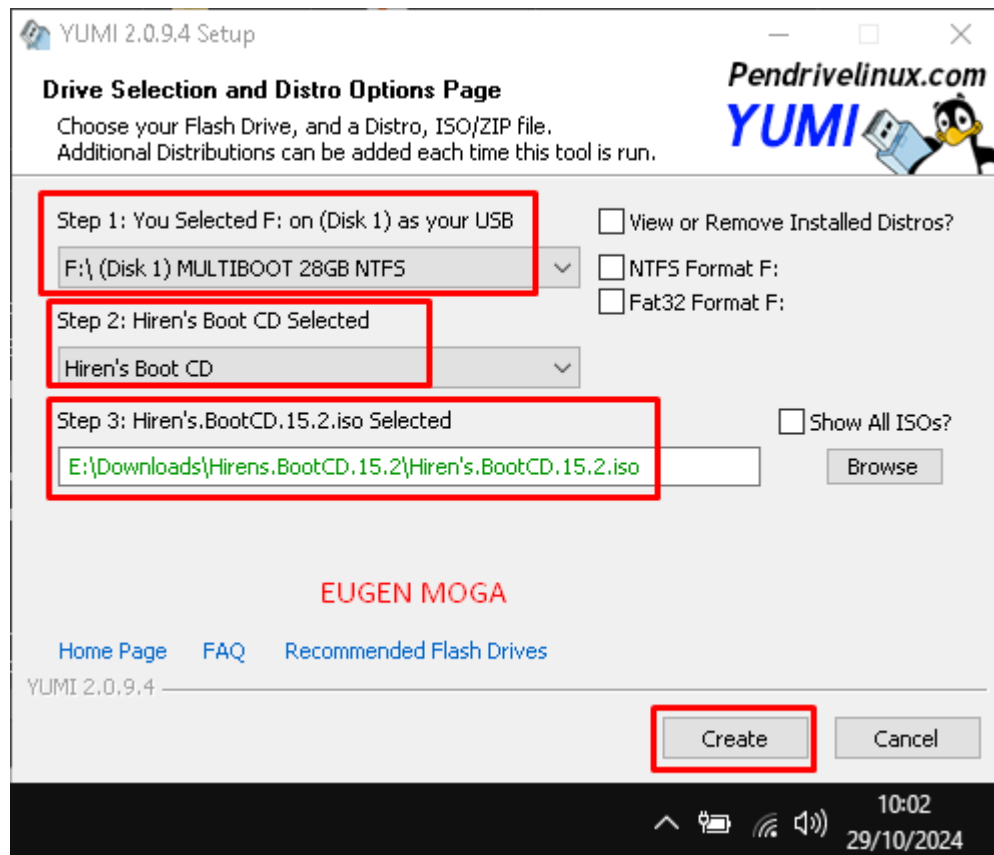 YUMI 2.0.9.4 Setup
Drive Selection and Distro Options Page
Choose your Flash Drive, and a Distro, ISO/ZIP file.
Additional Distributions can be added each time this tool is run.
Pendrivelinux.com
YUMI
Step 1: You Selected F: on (Disk 1) as your USB
F:\ (Disk 1) MULTIBOOT 28GB NTFS
View or Remove Installed Distros?
NTFS Format F:
Fat32 Format F:
Step 2: Hiren's Boot CD Selected
Hiren's Boot CD
Step 3: Hiren's.BootCD.15.2.iso Selected
Show All ISOs?
E:\Downloads\Hirens.BootCD.15.2\Hiren's.BootCD.15.2.iso
Browse
EUGEN MOGA
Home Page FAQ Recommended Flash Drives
YUMI 2.0.9.4
Create Cancel
10:02
29/10/2024